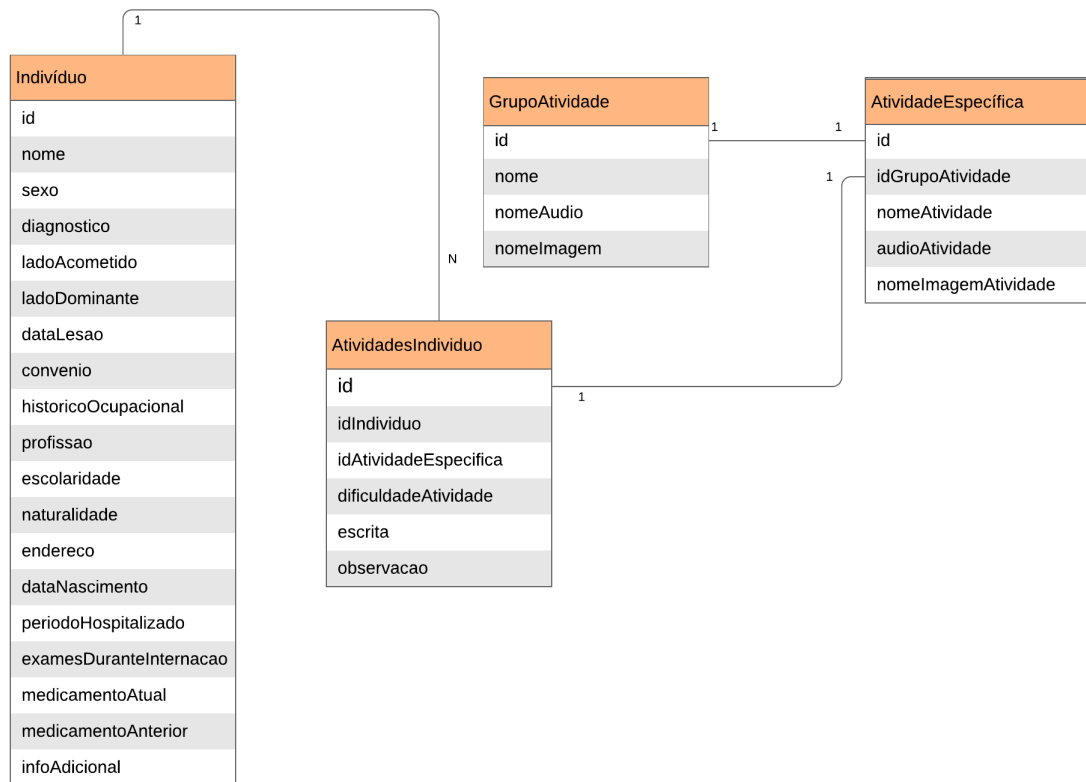 1
Indivíduo
id
nome
sexo
diagnostico
ladoAcometido
ladoDominante
dataLesao
convenio
historicoOcupacional
profissao
escolaridade
naturalidade
endereco
dataNascimento
periodoHospitalizado
examesDuranteInternacao
medicamentoAtual
medicamentoAnterior
infoAdicional
N
AtividadesIndividuo
id
idIndividuo
idAtividadeEspecifica
dificuldadeAtividade
escrita
observacao
1
GrupoAtividade
id
nome
nomeAudio
nomeImagem
1
1
1
AtividadeEspecífica
id
idGrupoAtividade
nomeAtividade
audioAtividade
nomeImagemAtividade